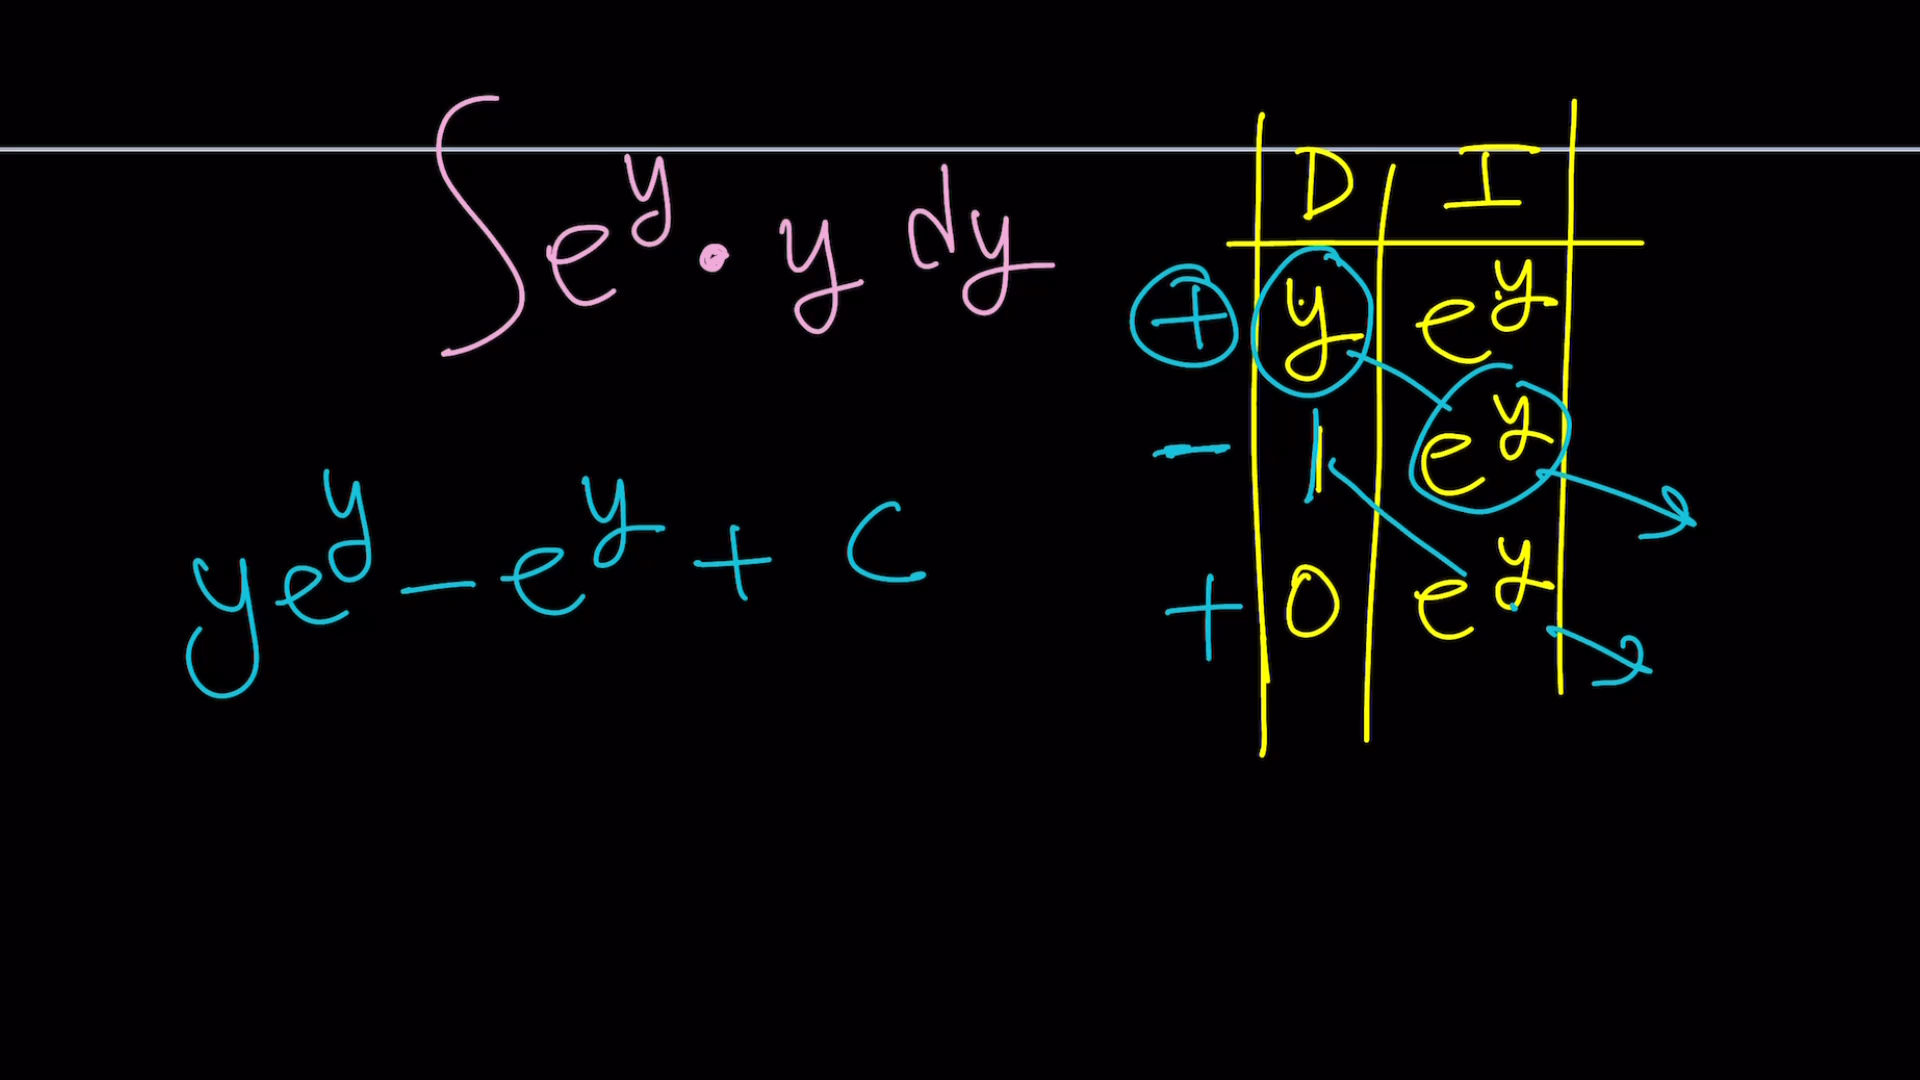 ∫ e^y · y dy
ye^y − e^y + C
D I
+ y e^y
− 1 e^y
+ 0 e^y